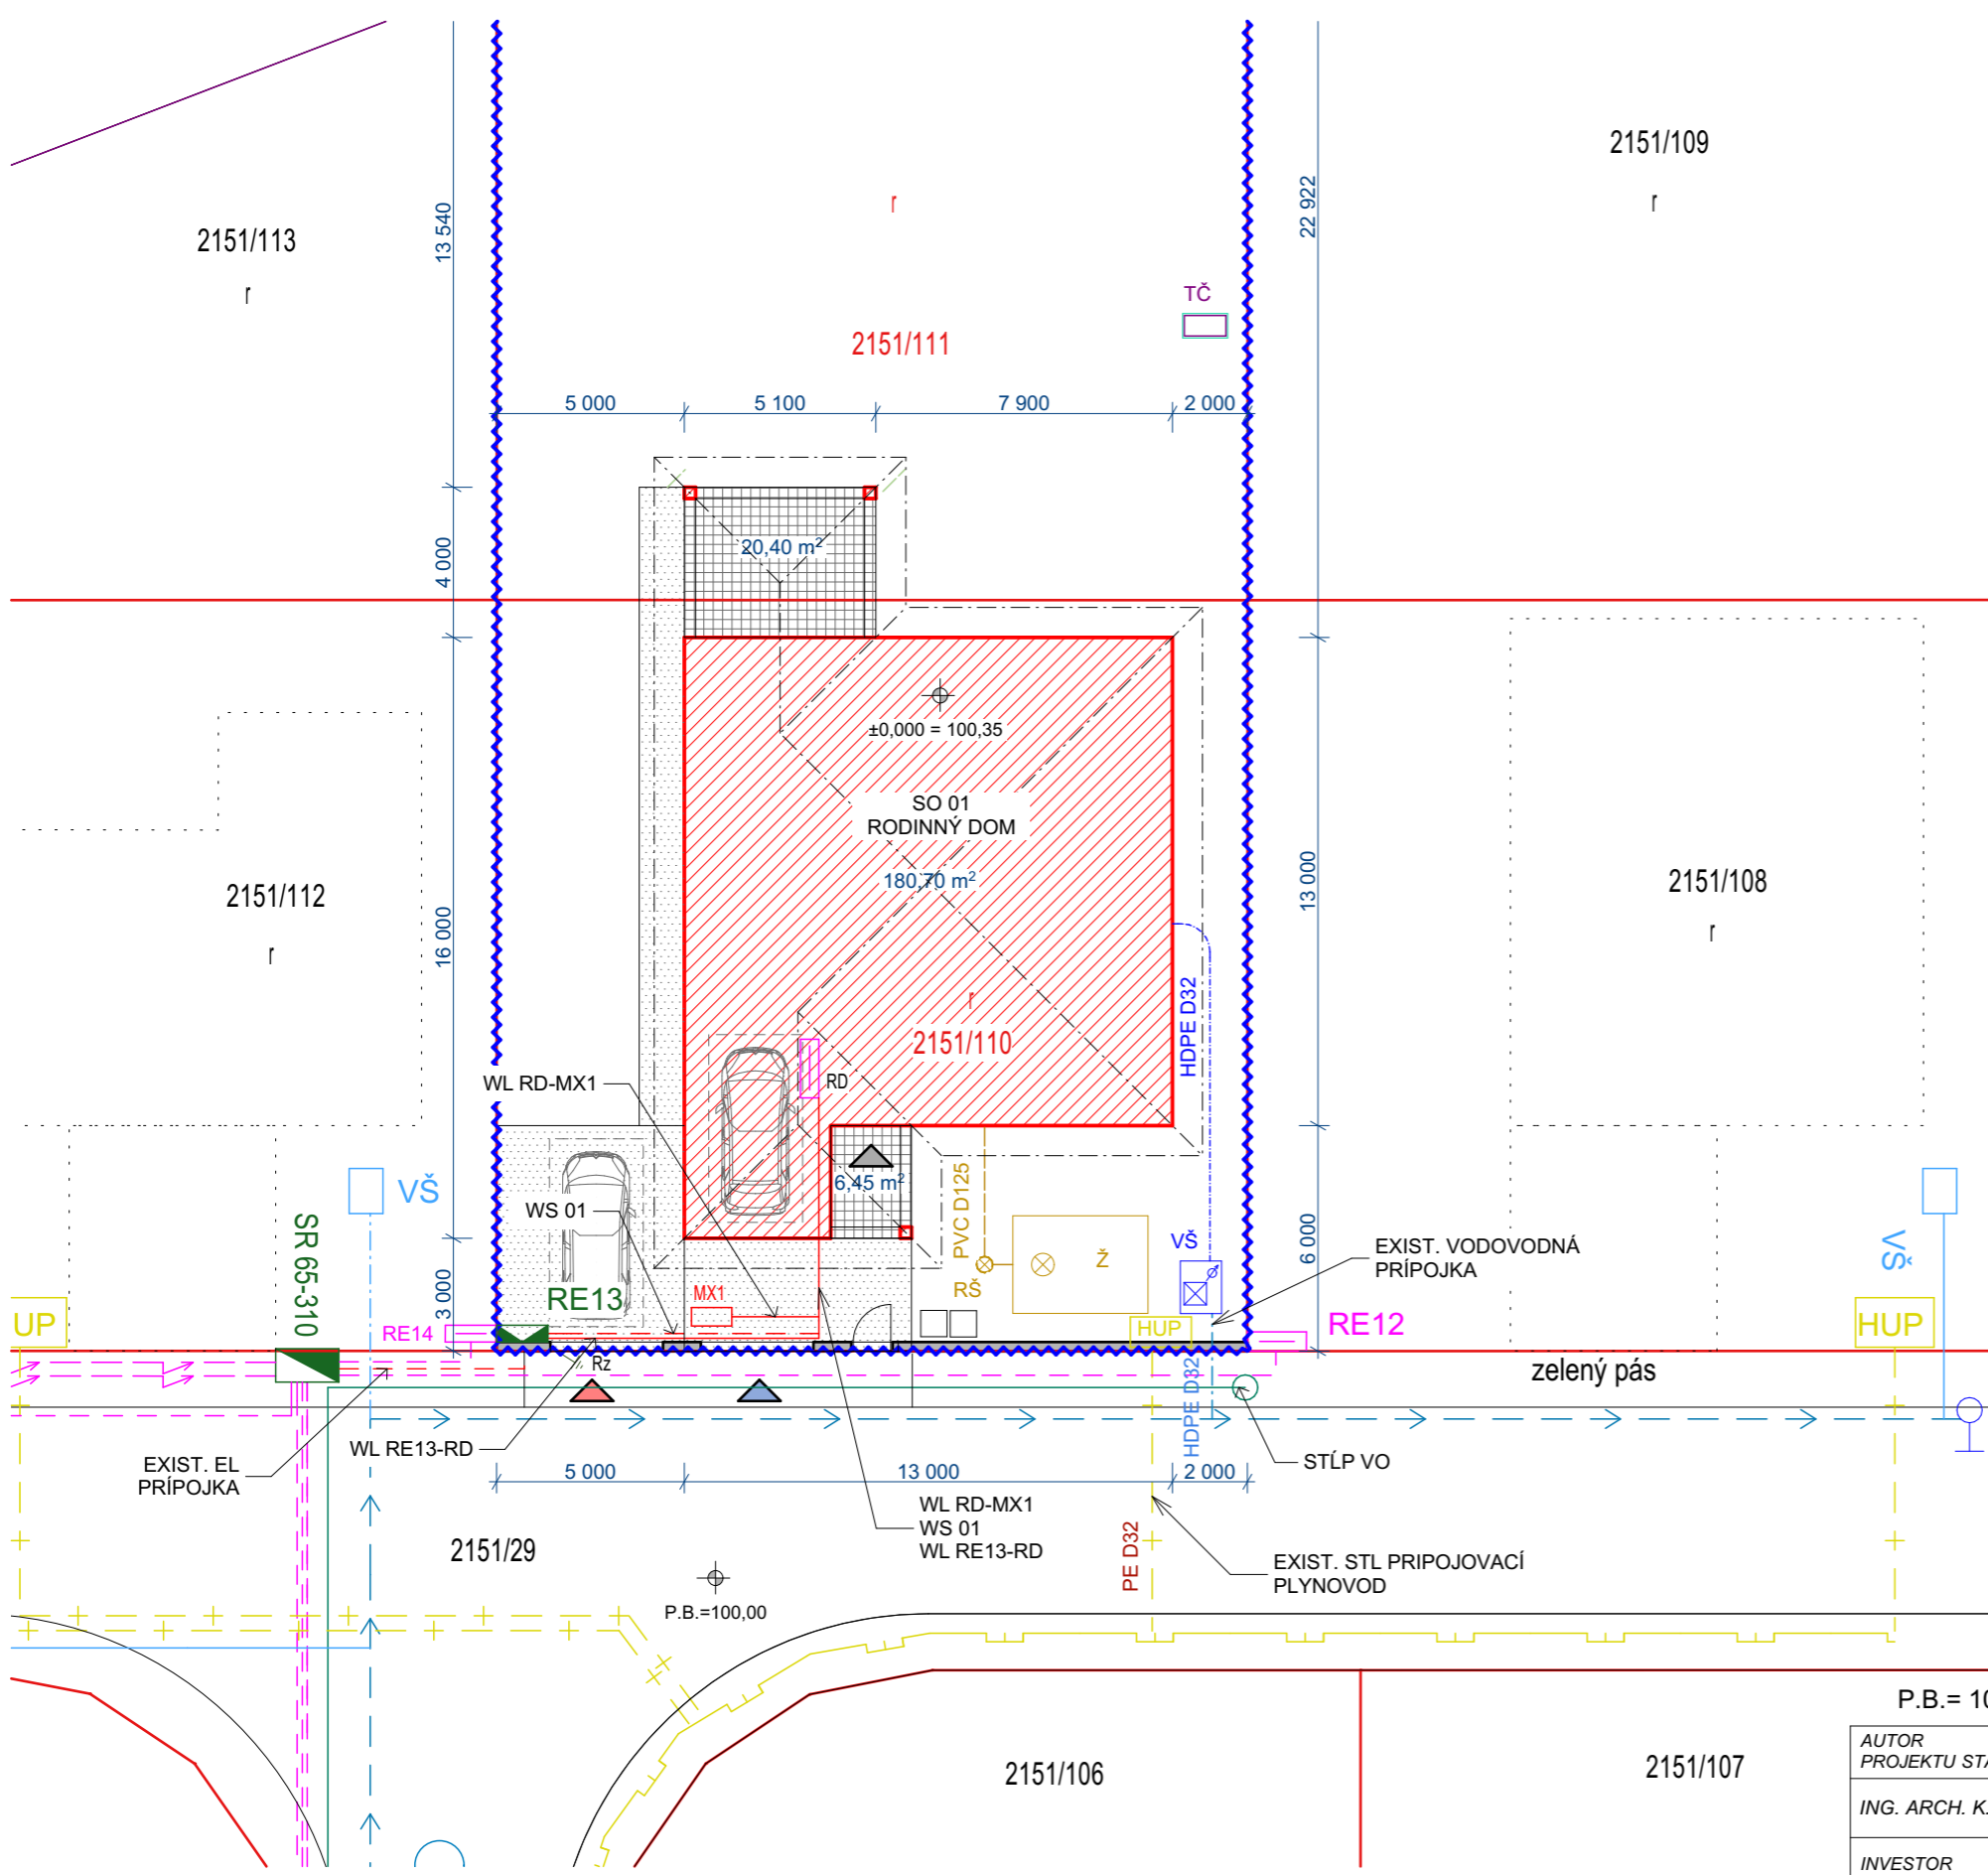 2151/109
r
22 922
13 540
2151/113
r
r
TČ
2151/111
5 000
5 100
7 900
2 000
20,40 m²
4 000
±0,000 = 100,35
SO 01
RODINNÝ DOM
180,70 m²
2151/112
r
16 000
13 000
2151/108
r
r
2151/110
HDPE D32
WL RD-MX1
RD
VŠ
SR 65-310
WS 01
6,45 m²
PVC D125
VŠ
Ž
RŠ
6 000
EXIST. VODOVODNÁ
PRÍPOJKA
VŠ
3 000
RE13
MX1
UP
RE14
HUP
RE12
HUP
Rz
zelený pás
HDPE D32
WL RE13-RD
EXIST. EL
PRÍPOJKA
5 000
13 000
2 000
STĹP VO
WL RD-MX1
WS 01
WL RE13-RD
2151/29
PE D32
EXIST. STL PRIPOJOVACÍ
PLYNOVOD
P.B.=100,00
P.B.= 10
2151/106
2151/107
AUTOR
PROJEKTU STA
ING. ARCH. K.
INVESTOR